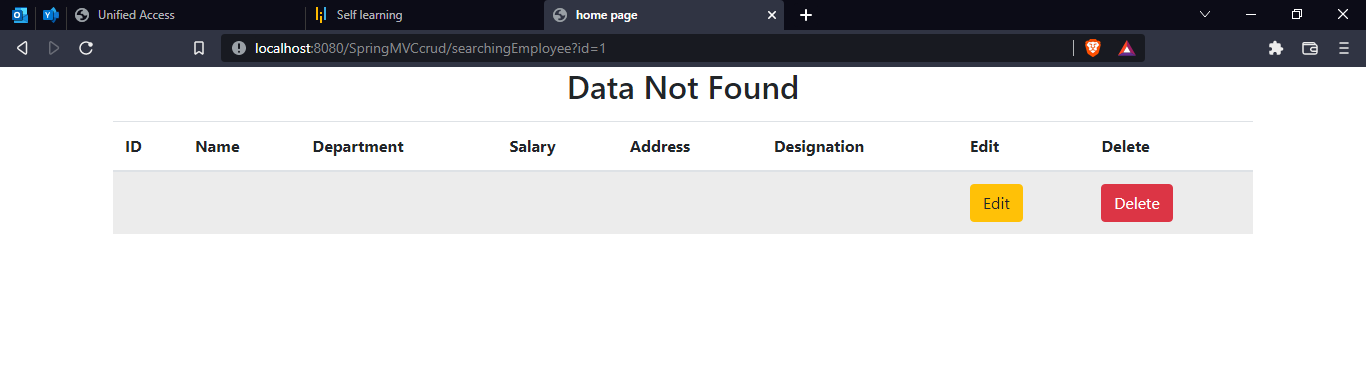 Unified Access
Self learning
home page
localhost:8080/SpringMVCcrud/searchingEmployee?id=1
Data Not Found
ID Name Department Salary Address Designation Edit Delete
Edit Delete